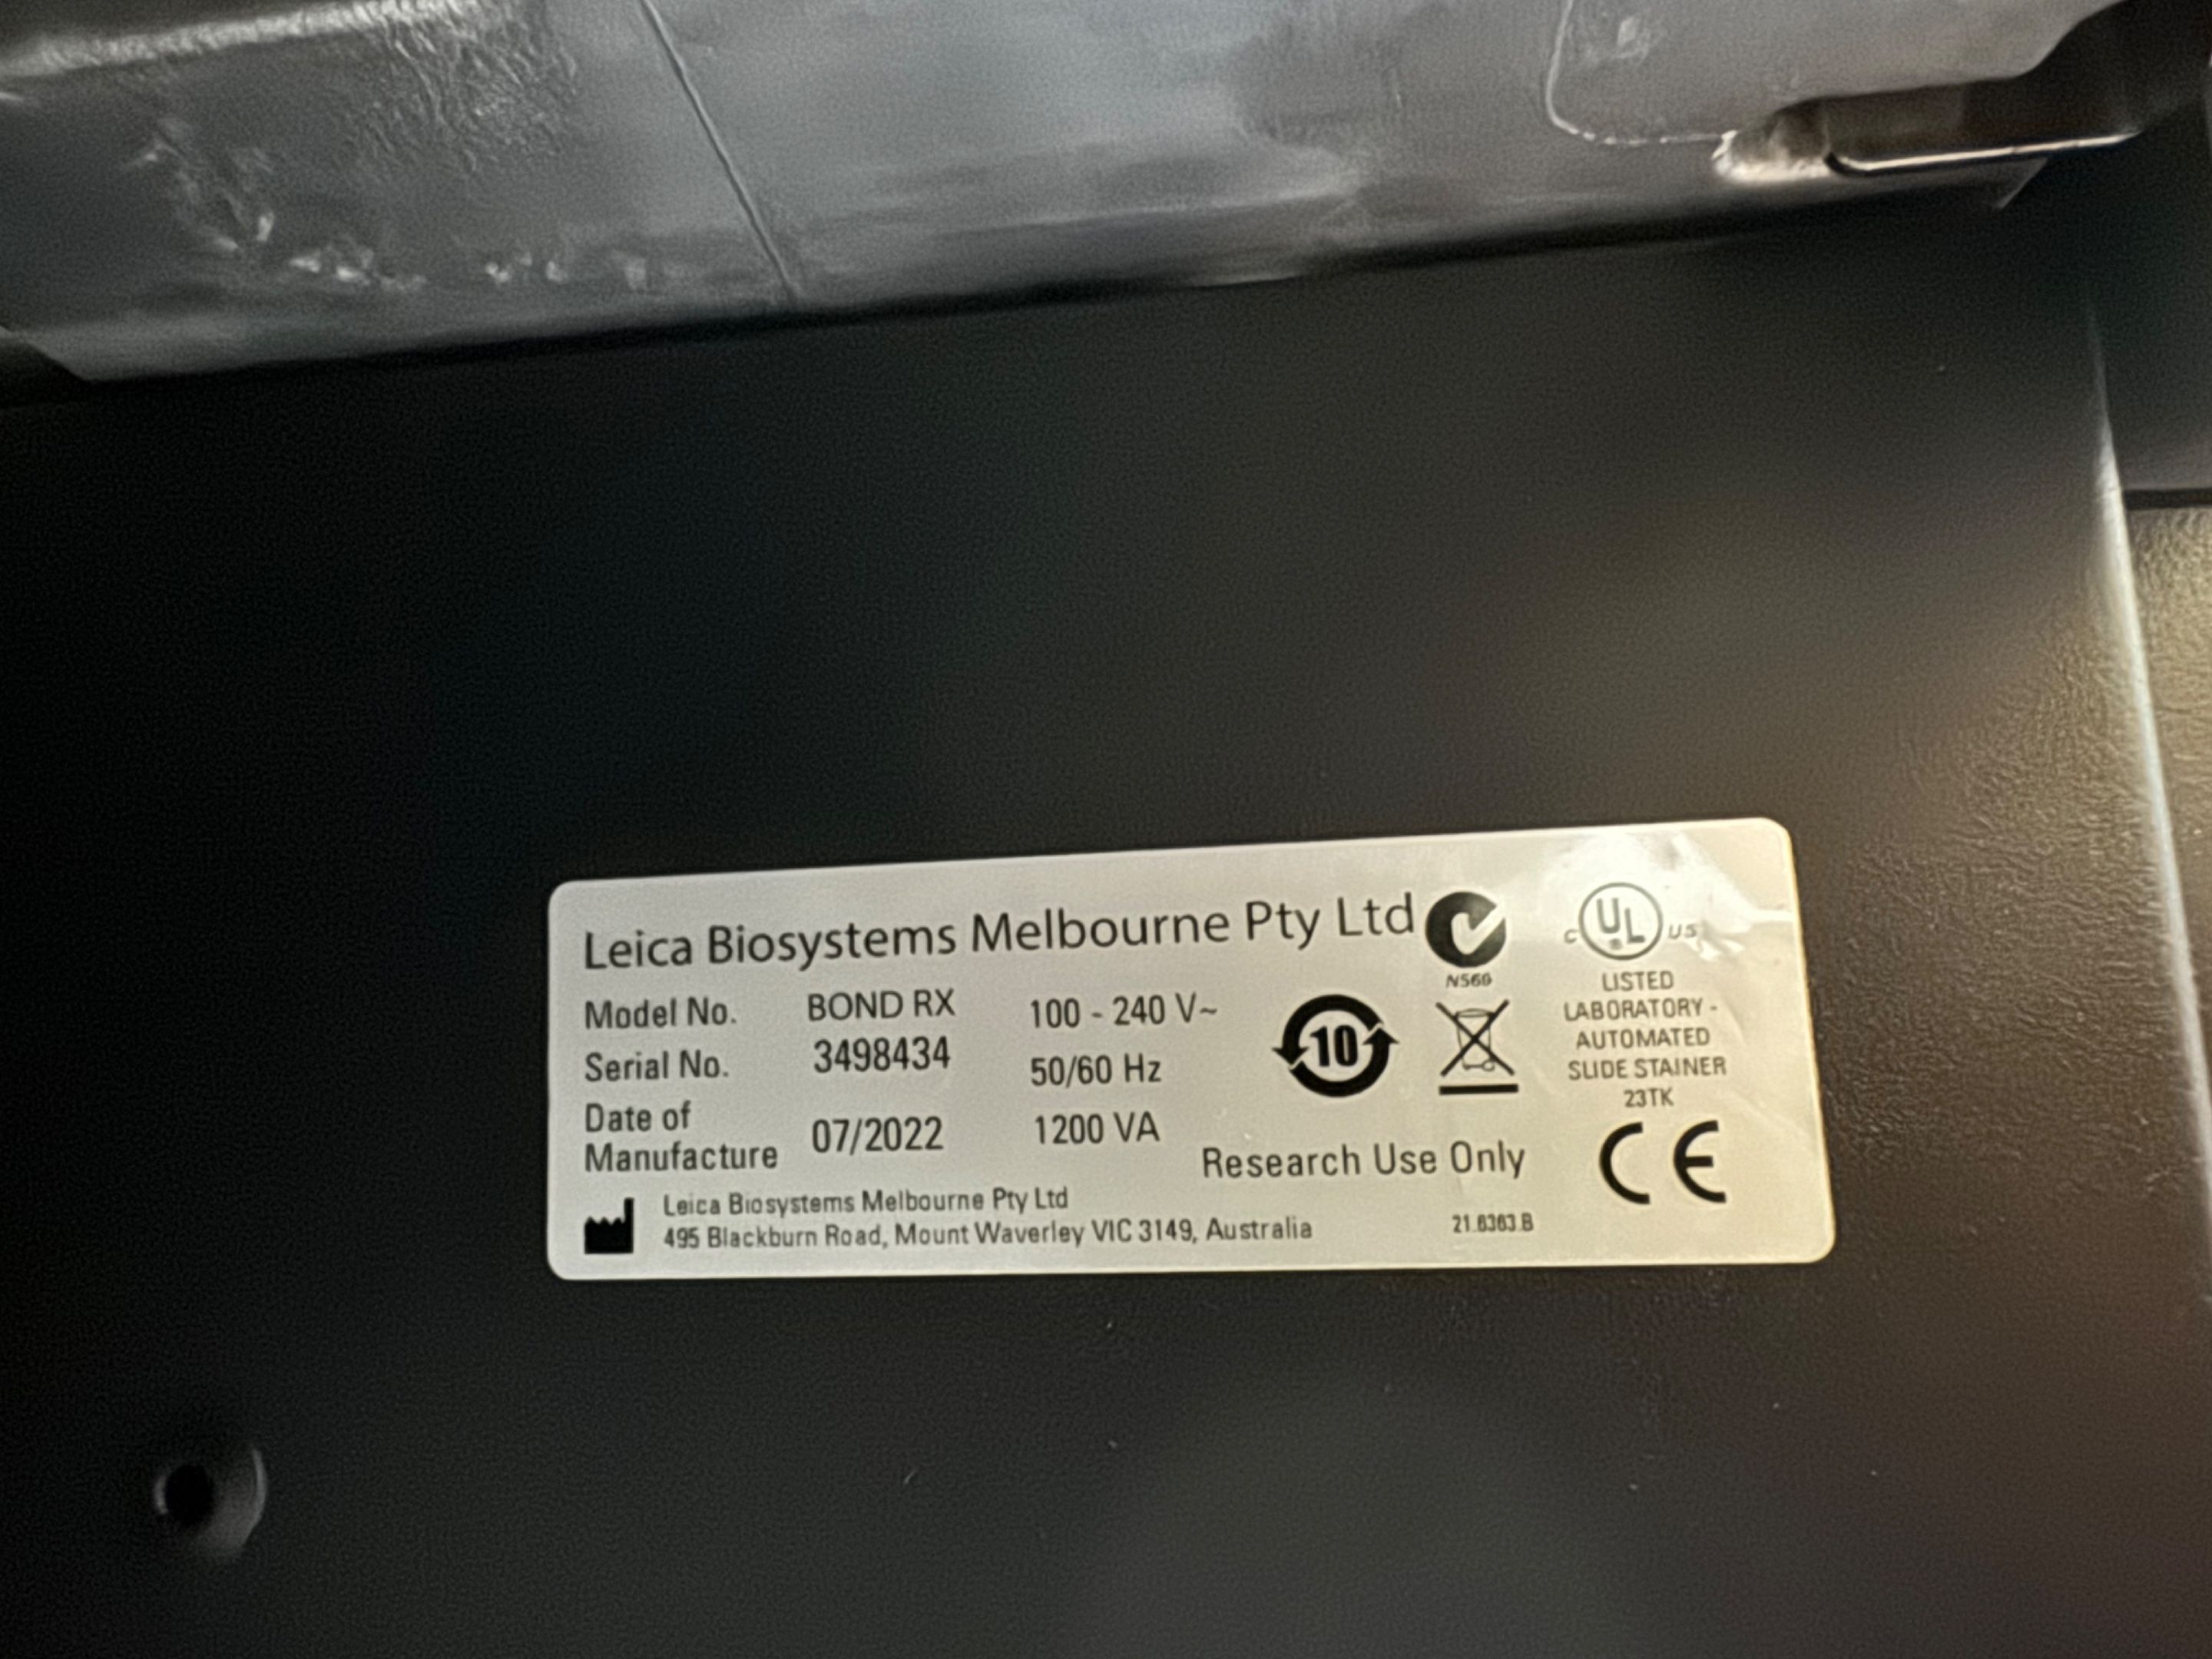 Leica Biosystems Melbourne Pty Ltd
N566
C UL US
LISTED
LABORATORY -
AUTOMATED
SLIDE STAINER
23TK
Model No. BOND RX 100 - 240 V~
Serial No. 3498434 50/60 Hz
Date of
Manufacture 07/2022 1200 VA
10
Research Use Only
CE
Leica Biosystems Melbourne Pty Ltd
495 Blackburn Road, Mount Waverley VIC 3149, Australia
21.6363.B